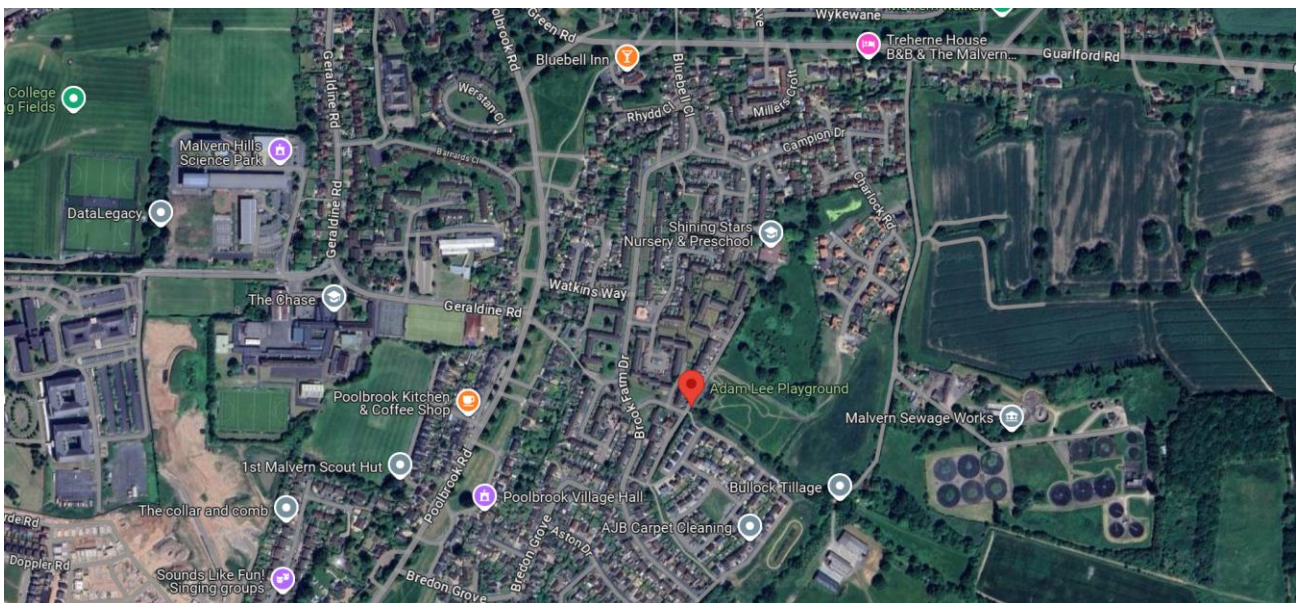 Wykewane
Green Rd
Bluebell Inn
Treherne House
B&B & The Malvern...
Guarlford Rd
Poolbrook Rd
Bluebell Cl
Geraldine Rd
College
Werstan Cl
Rhydd Cl
Millers Croft
Campion Dr
Malvern Hills
Science Park
Barnards Cl
Charlock Rd
DataLegacy
Geraldine Rd
Shining Stars
Nursery & Preschool
The Chase
Geraldine Rd
Watkins Way
Brook Farm Dr
Adam Lee Playground
Poolbrook Kitchen
& Coffee Shop
Malvern Sewage Works
1st Malvern Scout Hut
Poolbrook Rd
Poolbrook Village Hall
Bullock Tillage
The collar and comb
AJB Carpet Cleaning
Doppler Rd
Bredon Grove
Aston Dr
Sounds Like Fun!
Singing groups
Bredon Grove